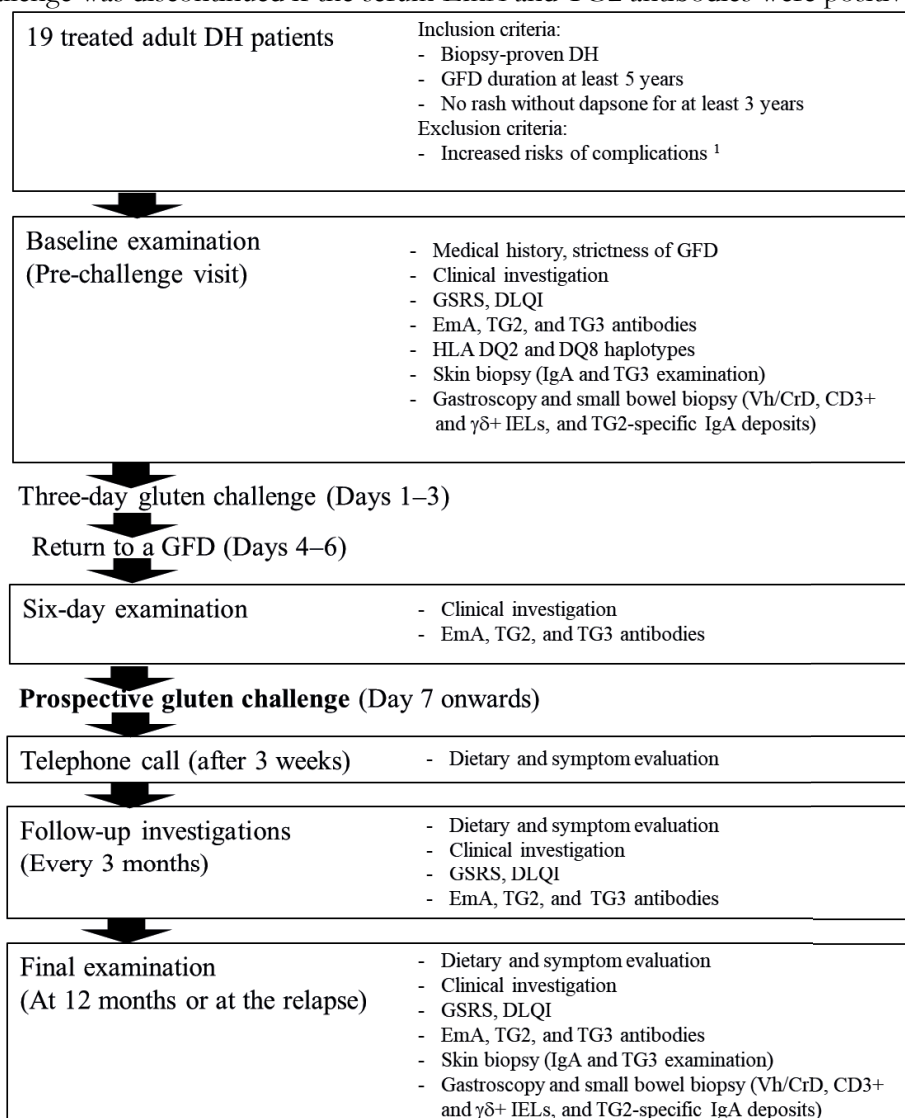 challenge was discontinued if the serum EmA and TG2 antibodies were positiv
19 treated adult DH patients
Inclusion criteria:
- Biopsy-proven DH
- GFD duration at least 5 years
- No rash without dapsone for at least 3 years
Exclusion criteria:
- Increased risks of complications ¹
Baseline examination
(Pre-challenge visit)
- Medical history, strictness of GFD
- Clinical investigation
- GSRS, DLQI
- EmA, TG2, and TG3 antibodies
- HLA DQ2 and DQ8 haplotypes
- Skin biopsy (IgA and TG3 examination)
- Gastroscopy and small bowel biopsy (Vh/CrD, CD3+
and γδ+ IELs, and TG2-specific IgA deposits)
Three-day gluten challenge (Days 1–3)
Return to a GFD (Days 4–6)
Six-day examination
- Clinical investigation
- EmA, TG2, and TG3 antibodies
Prospective gluten challenge (Day 7 onwards)
Telephone call (after 3 weeks)
- Dietary and symptom evaluation
Follow-up investigations
(Every 3 months)
- Dietary and symptom evaluation
- Clinical investigation
- GSRS, DLQI
- EmA, TG2, and TG3 antibodies
Final examination
(At 12 months or at the relapse)
- Dietary and symptom evaluation
- Clinical investigation
- GSRS, DLQI
- EmA, TG2, and TG3 antibodies
- Skin biopsy (IgA and TG3 examination)
- Gastroscopy and small bowel biopsy (Vh/CrD, CD3+
and γδ+ IELs, and TG2-specific IgA deposits)